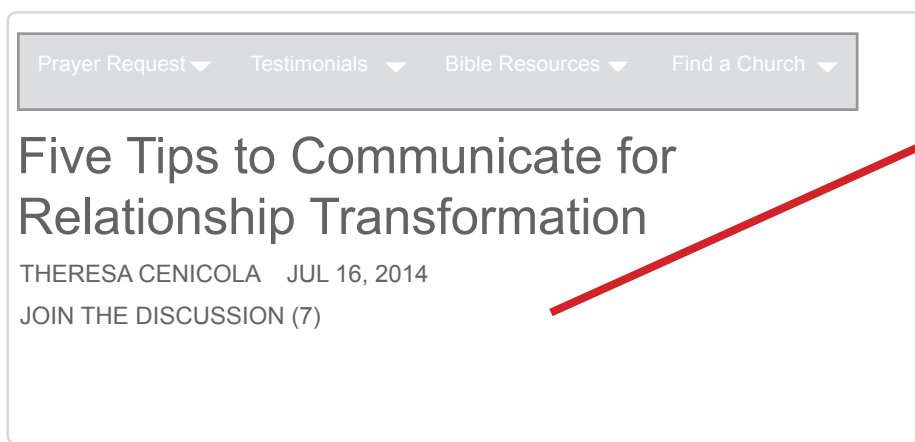 Prayer Request Testimonials Bible Resources Find a Church
Five Tips to Communicate for
Relationship Transformation
THERESA CENICOLA JUL 16, 2014
JOIN THE DISCUSSION (7)